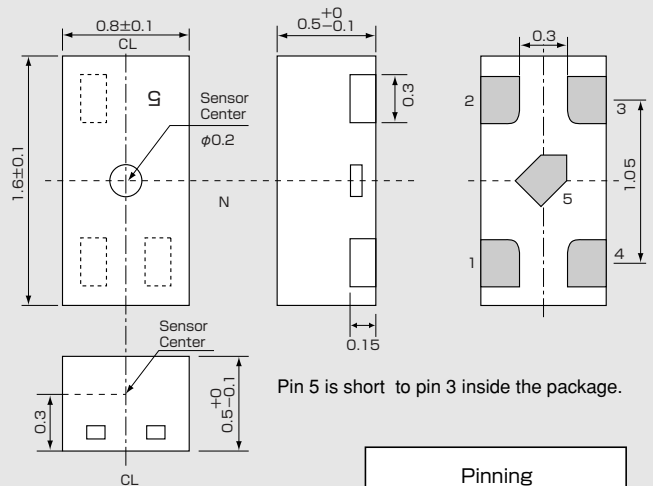 0.8±0.1
CL
+0
0.5-0.1
0.3
5
Sensor
Center
φ0.2
0.3
2
3
1.6±0.1
N
1.05
5
1
4
0.15
Sensor
Center
0.3
+0
0.5-0.1
CL
Pin 5 is short to pin 3 inside the package.
Pinning